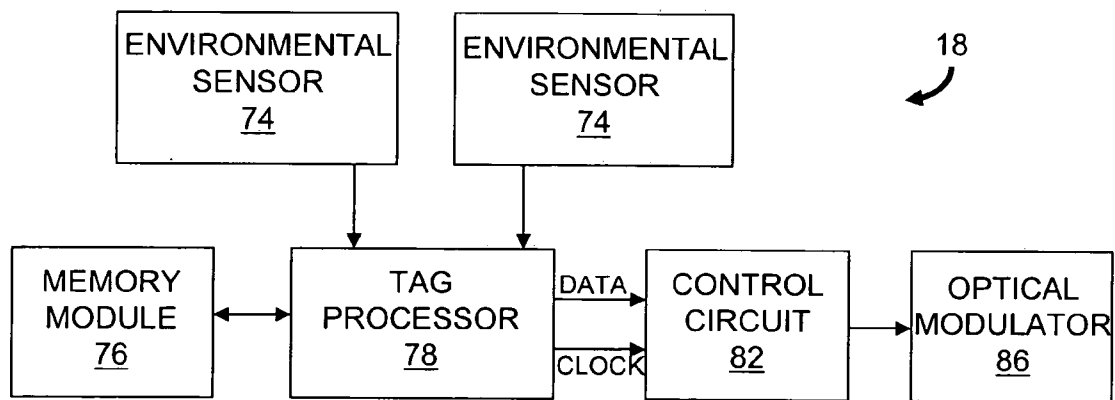 ENVIRONMENTAL
SENSOR
74
ENVIRONMENTAL
SENSOR
74
18
MEMORY
MODULE
76
TAG
PROCESSOR
78
DATA
CLOCK
CONTROL
CIRCUIT
82
OPTICAL
MODULATOR
86